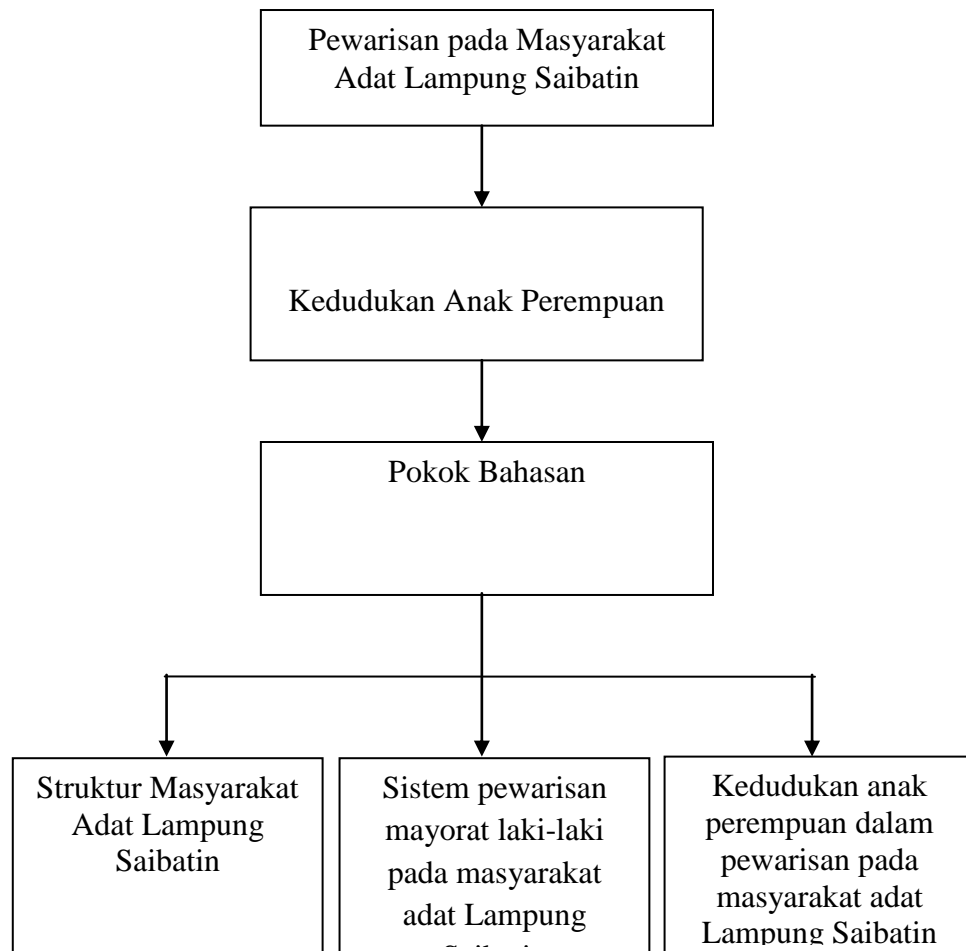 Pewarisan pada Masyarakat
Adat Lampung Saibatin
Kedudukan Anak Perempuan
Pokok Bahasan
Struktur Masyarakat
Adat Lampung
Saibatin
Sistem pewarisan
mayorat laki-laki
pada masyarakat
adat Lampung
Kedudukan anak
perempuan dalam
pewarisan pada
masyarakat adat
Lampung Saibatin